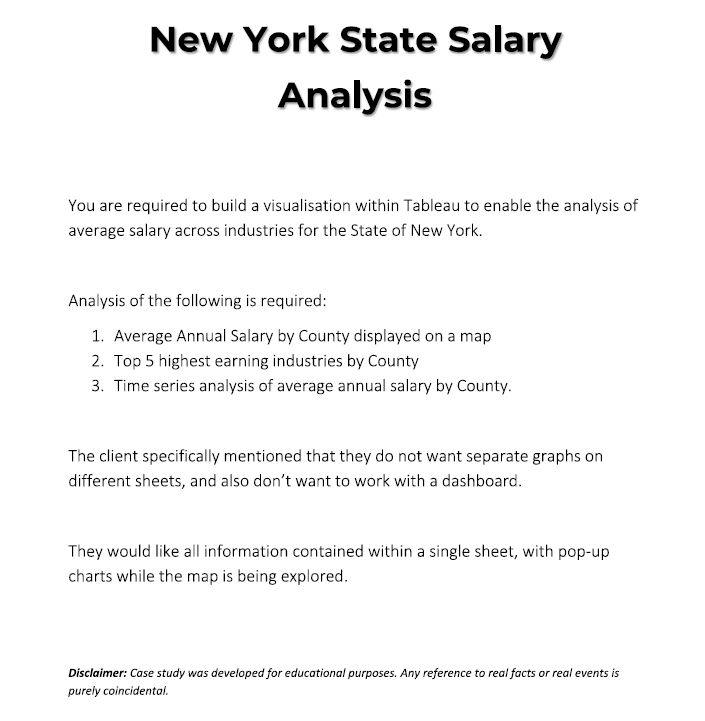 New York State Salary
Analysis
You are required to build a visualisation within Tableau to enable the analysis of
average salary across industries for the State of New York.
Analysis of the following is required:
1. Average Annual Salary by County displayed on a map
2. Top 5 highest earning industries by County
3. Time series analysis of average annual salary by County.
The client specifically mentioned that they do not want separate graphs on
different sheets, and also don’t want to work with a dashboard.
They would like all information contained within a single sheet, with pop-up
charts while the map is being explored.
Disclaimer: Case study was developed for educational purposes. Any reference to real facts or real events is
purely coincidental.